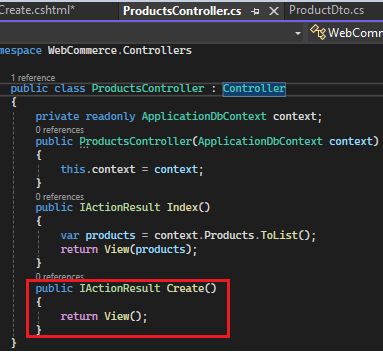 Create.cshtml*
ProductsController.cs
ProductDto.cs
WebComm
mespace WebCommerce.Controllers
1 reference
public class ProductsController : Controller
{
private readonly ApplicationDbContext context;
0 references
public ProductsController(ApplicationDbContext context)
{
this.context = context;
}
0 references
public IActionResult Index()
{
var products = context.Products.ToList();
return View(products);
}
0 references
public IActionResult Create()
{
return View();
}
}